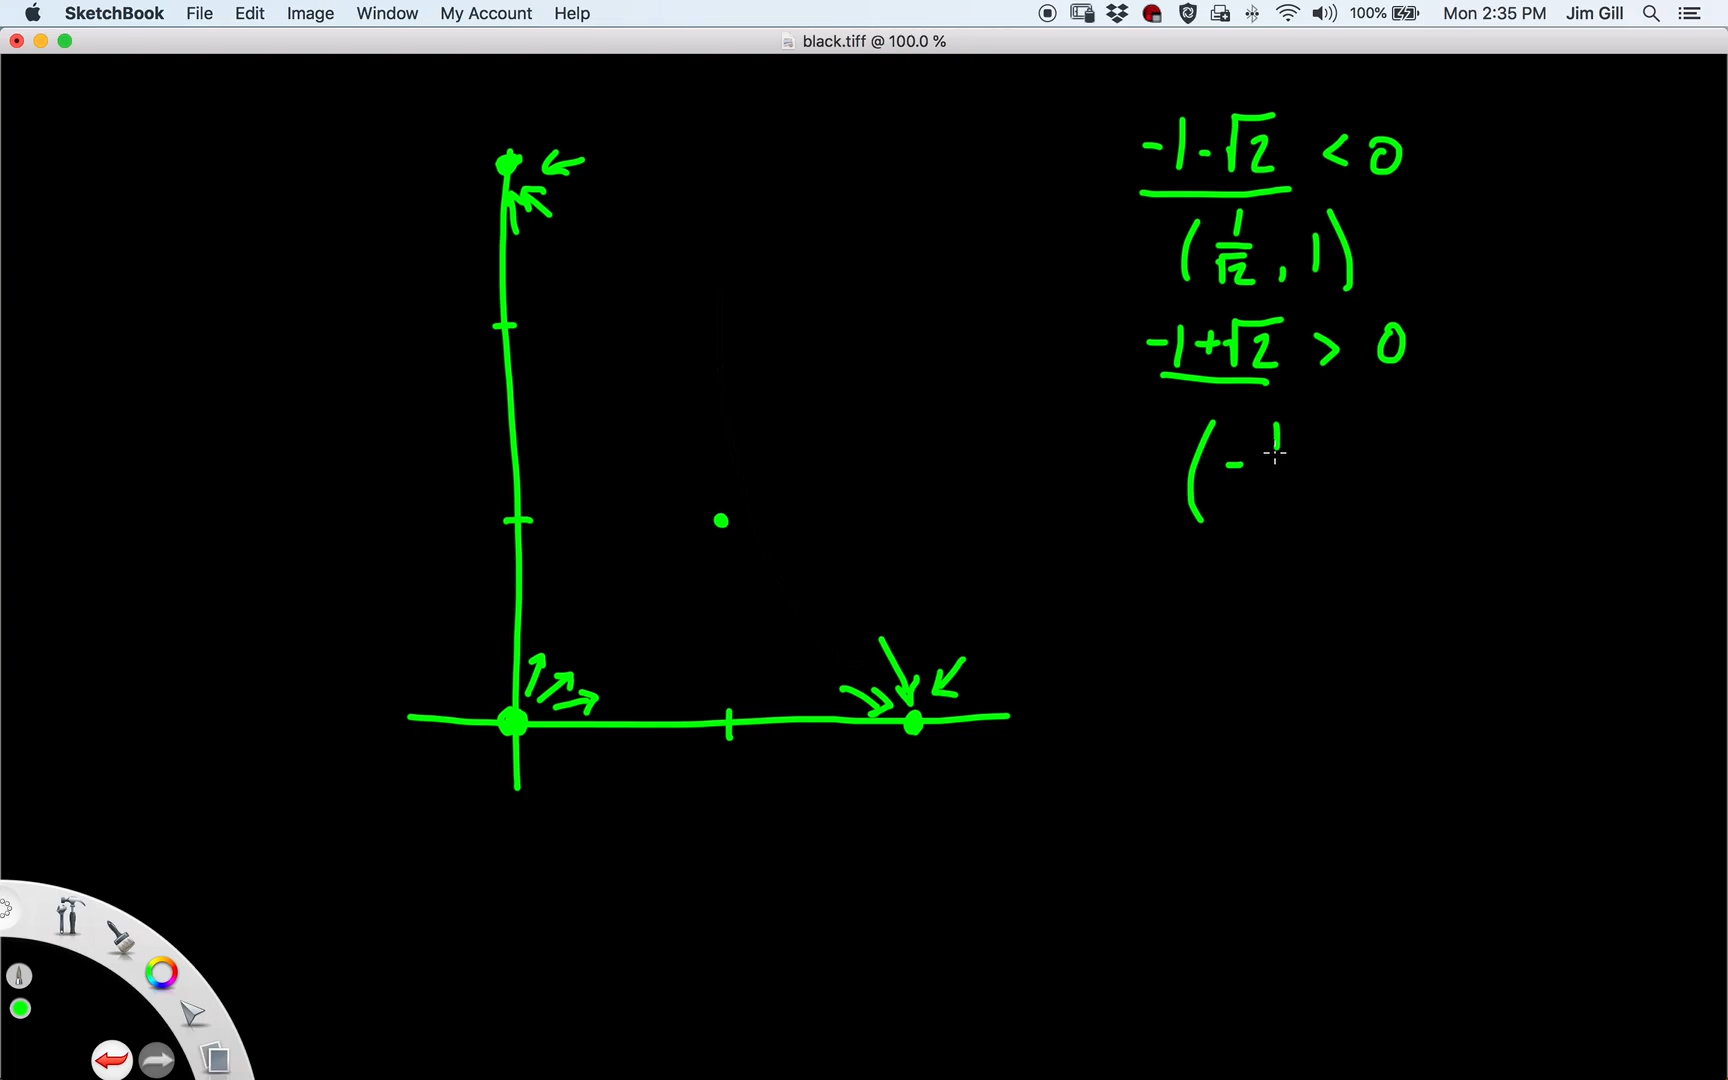 SketchBook File Edit Image Window My Account Help 100% Mon 2:35 PM Jim Gill
black.tiff @ 100.0 %
-1-√2 < 0
(1/√2, 1)
-1+√2 > 0
(- 1